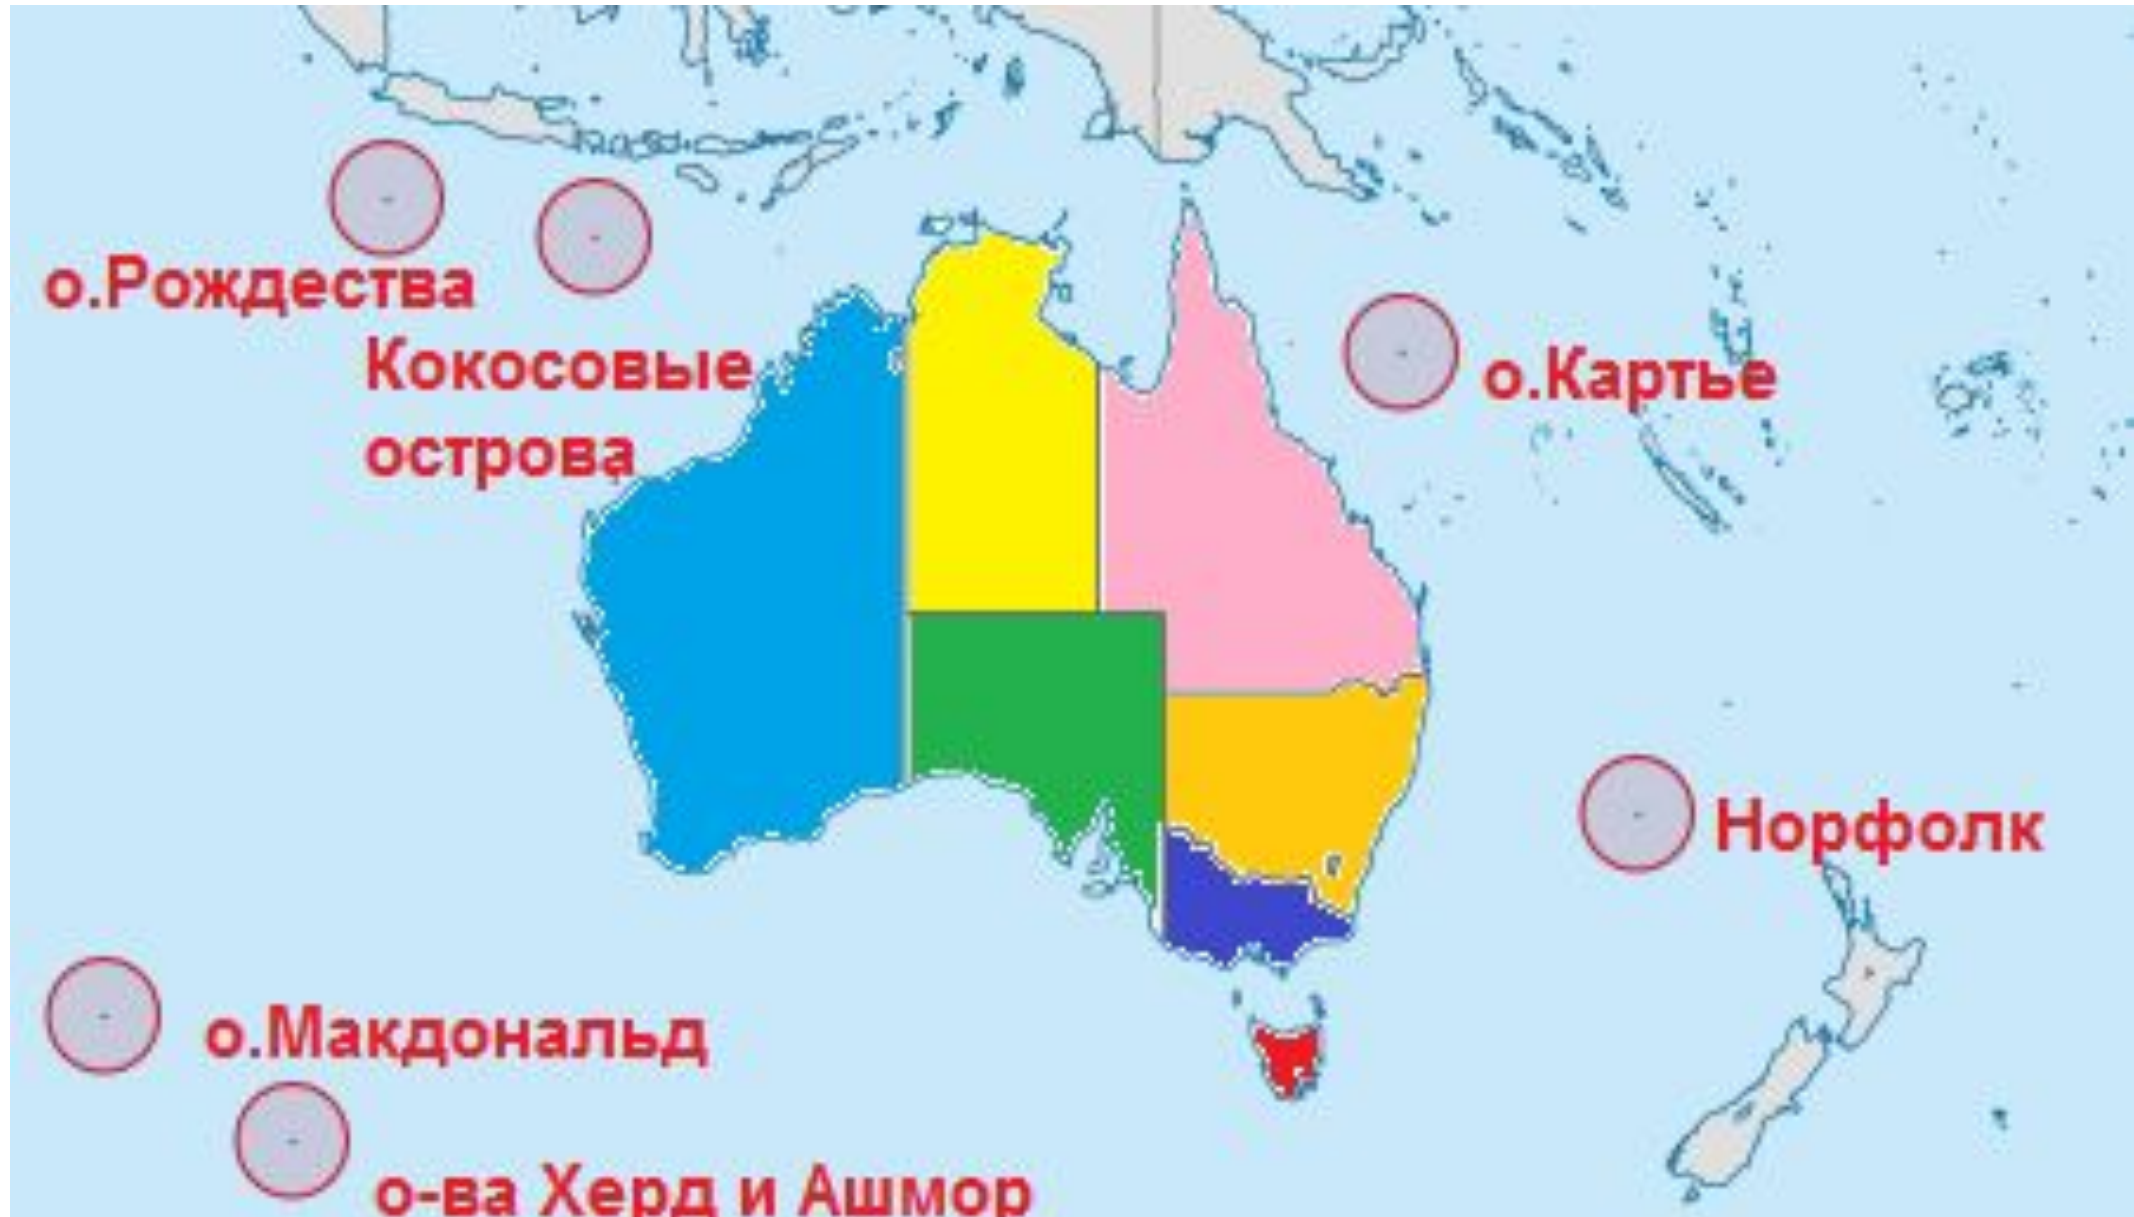 о.Рождества
Кокосовые
острова
о.Картье
Норфолк
о.Макдональд
о-ва Херд и Ашмор